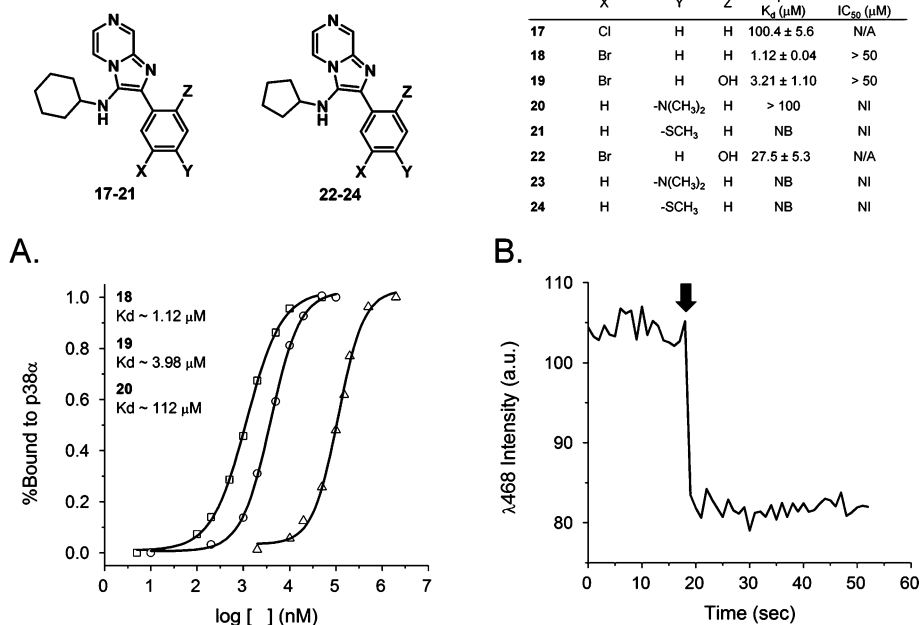 N
N
N
NH
Z
X
Y
17-21
N
N
N
NH
Z
X
Y
22-24
X Y Z Kd (μM) IC50 (μM)
17 Cl H H 100.4 ± 5.6 N/A
18 Br H H 1.12 ± 0.04 > 50
19 Br H OH 3.21 ± 1.10 > 50
20 H -N(CH3)2 H > 100 NI
21 H -SCH3 H NB NI
22 Br H OH 27.5 ± 5.3 N/A
23 H -N(CH3)2 H NB NI
24 H -SCH3 H NB NI
A.
%Bound to p38α
1.0
0.8
0.6
0.4
0.2
0.0
18
Kd ~ 1.12 μM
19
Kd ~ 3.98 μM
20
Kd ~ 112 μM
0 1 2 3 4 5 6 7
log [ ] (nM)
B.
λ468 Intensity (a.u.)
110
100
90
80
0 10 20 30 40 50 60
Time (sec)